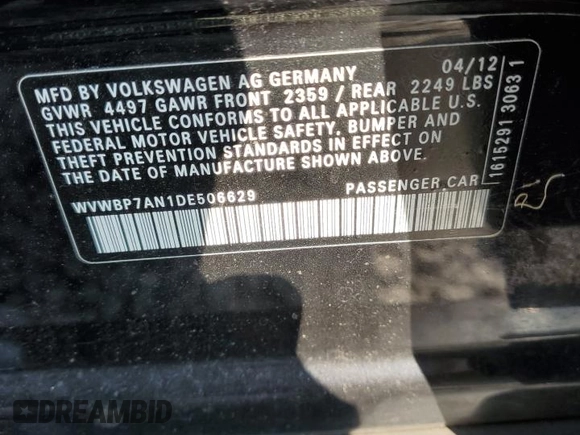 04/12
MFD BY VOLKSWAGEN AG GERMANY
GVWR 4497 GAWR FRONT 2359 / REAR 2249 LBS
THIS VEHICLE CONFORMS TO ALL APPLICABLE U.S.
FEDERAL MOTOR VEHICLE SAFETY, BUMPER AND
THEFT PREVENTION STANDARDS IN EFFECT ON
THE DATE OF MANUFACTURE SHOWN ABOVE.
WVWBP7AN1DE506629 PASSENGER CAR
1616291 3063 1
DREAMBID